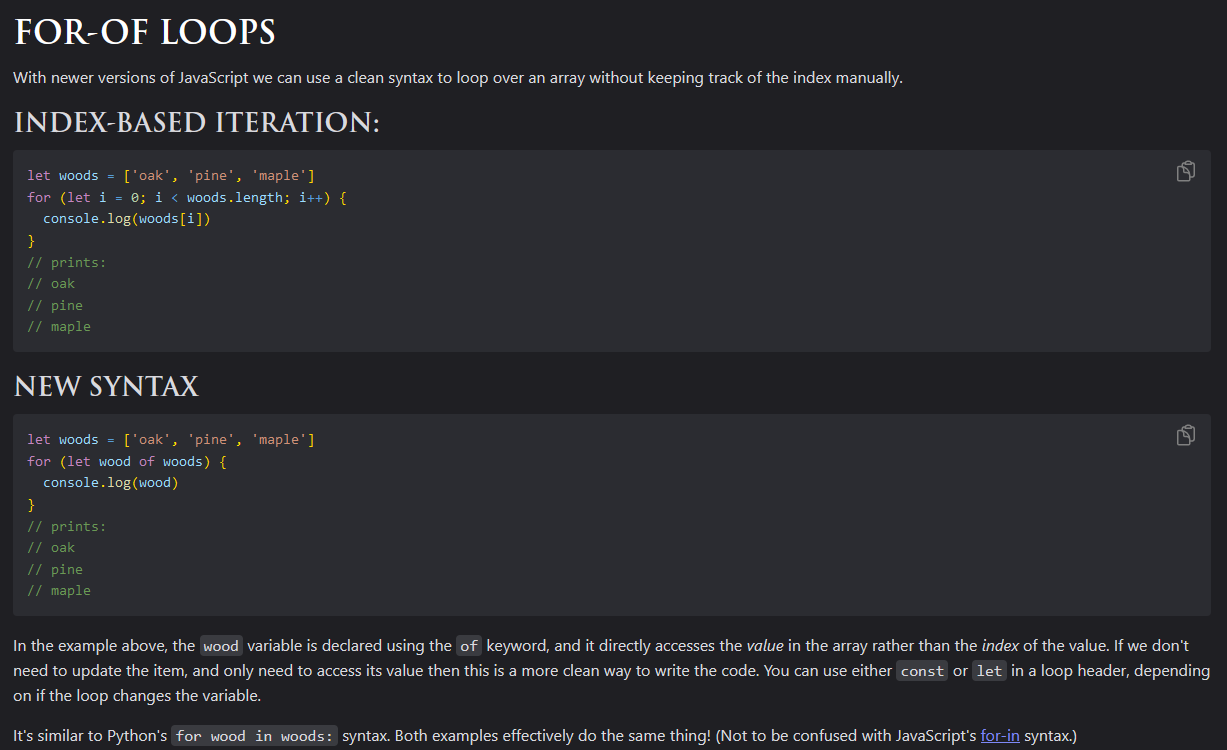 FOR-OF LOOPS
With newer versions of JavaScript we can use a clean syntax to loop over an array without keeping track of the index manually.
INDEX-BASED ITERATION:
let woods = ['oak', 'pine', 'maple']
for (let i = 0; i < woods.length; i++) {
  console.log(woods[i])
}
// prints:
// oak
// pine
// maple
NEW SYNTAX
let woods = ['oak', 'pine', 'maple']
for (let wood of woods) {
  console.log(wood)
}
// prints:
// oak
// pine
// maple
In the example above, the wood variable is declared using the of keyword, and it directly accesses the value in the array rather than the index of the value. If we don't
need to update the item, and only need to access its value then this is a more clean way to write the code. You can use either const or let in a loop header, depending
on if the loop changes the variable.
It's similar to Python's for wood in woods: syntax. Both examples effectively do the same thing! (Not to be confused with JavaScript's for-in syntax.)